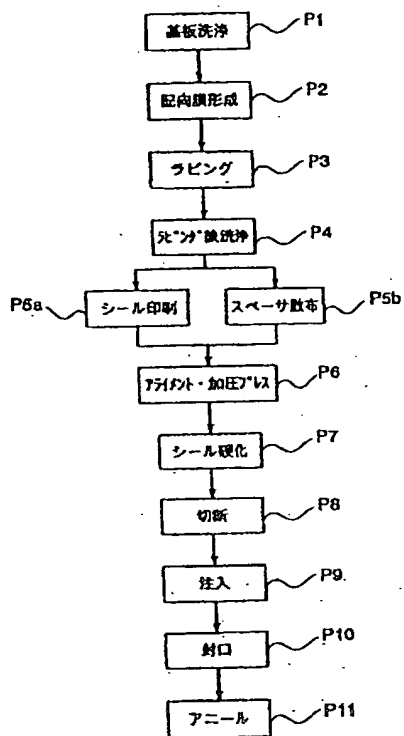 基板洗浄
P1
配向膜形成
P2
ラビング
P3
ﾗﾋﾞﾝｸﾞ後洗浄
P4
P5a
シール印刷
スペーサ散布
P5b
ｱﾗｲﾒﾝﾄ・加圧ﾌﾟﾚｽ
P6
シール硬化
P7
切断
P8
注入
P9
封口
P10
アニール
P11